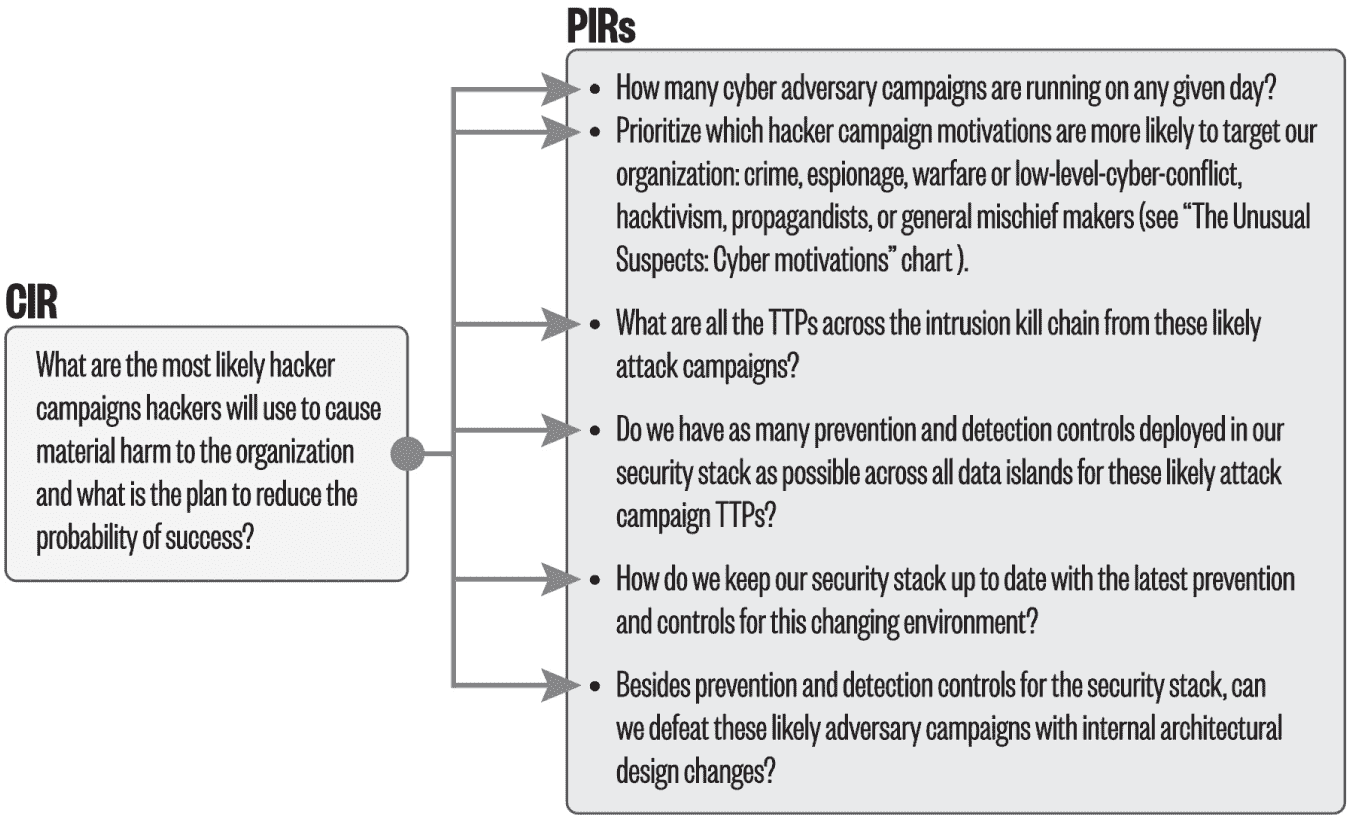 PIRs
• How many cyber adversary campaigns are running on any given day?
• Prioritize which hacker campaign motivations are more likely to target our
organization: crime, espionage, warfare or low-level-cyber-conflict,
hacktivism, propagandists, or general mischief makers (see “The Unusual
Suspects: Cyber motivations” chart ).
• What are all the TTPs across the intrusion kill chain from these likely
attack campaigns?
• Do we have as many prevention and detection controls deployed in our
security stack as possible across all data islands for these likely attack
campaign TTPs?
• How do we keep our security stack up to date with the latest prevention
and controls for this changing environment?
• Besides prevention and detection controls for the security stack, can
we defeat these likely adversary campaigns with internal architectural
design changes?
CIR
What are the most likely hacker
campaigns hackers will use to cause
material harm to the organization
and what is the plan to reduce the
probability of success?